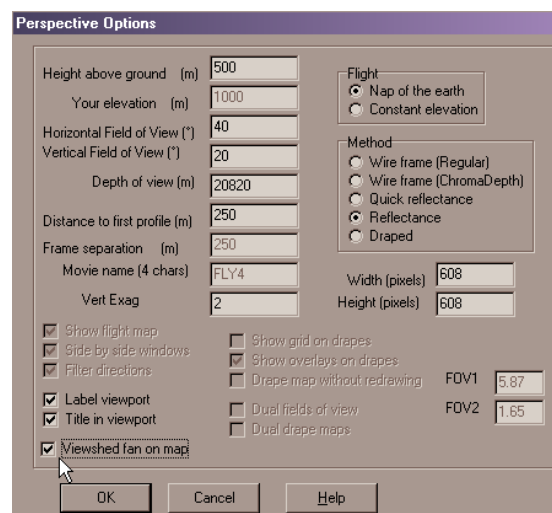 Perspective Options
Height above ground (m) 500
Your elevation (m) 1000
Horizontal Field of View (°) 40
Vertical Field of View (°) 20
Depth of view (m) 20820
Distance to first profile (m) 250
Frame separation (m) 250
Movie name (4 chars) FLY4
Vert Exag 2
Flight
Nap of the earth
Constant elevation
Method
Wire frame (Regular)
Wire frame (ChromaDepth)
Quick reflectance
Reflectance
Draped
Width (pixels) 608
Height (pixels) 608
Show flight map
Side by side windows
Filter directions
Label viewport
Title in viewport
Viewshed fan on map
Show grid on drapes
Show overlays on drapes
Drape map without redrawing
Dual fields of view
Dual drape maps
FOV1 5.87
FOV2 1.65
OK Cancel Help